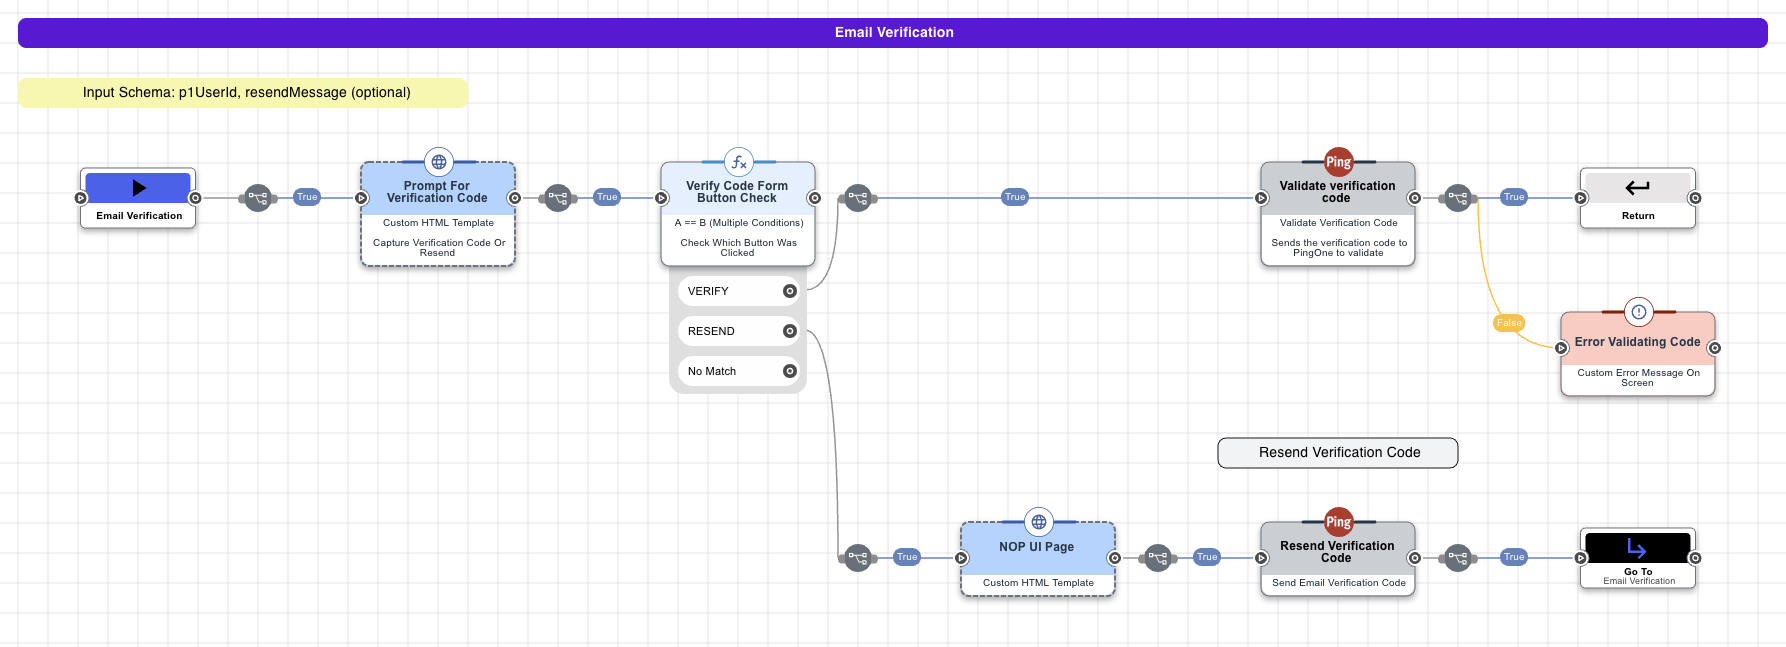 Email Verification
Input Schema: p1UserId, resendMessage (optional)
Email Verification
True
Prompt For
Verification Code
Custom HTML Template
Capture Verification Code Or
Resend
True
Verify Code Form
Button Check
A == B (Multiple Conditions)
Check Which Button Was
Clicked
VERIFY
RESEND
No Match
True
Ping
Validate verification
code
Validate Verification Code
Sends the verification code to
PingOne to validate
True
Return
False
Error Validating Code
Custom Error Message On
Screen
Resend Verification Code
True
NOP UI Page
Custom HTML Template
True
Ping
Resend Verification
Code
Send Email Verification Code
True
Go To
Email Verification